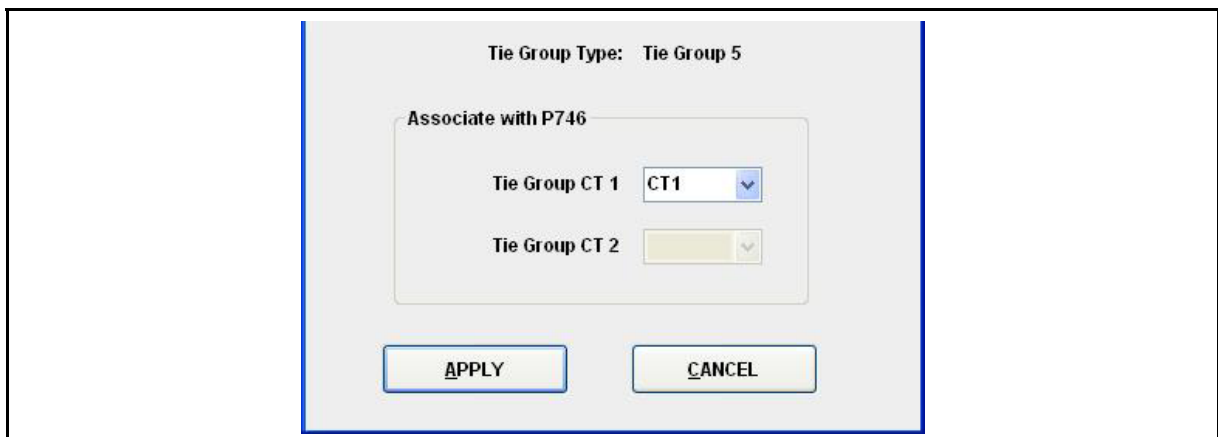 Tie Group Type: Tie Group 5
Associate with P746
Tie Group CT 1 CT1
Tie Group CT 2
APPLY CANCEL